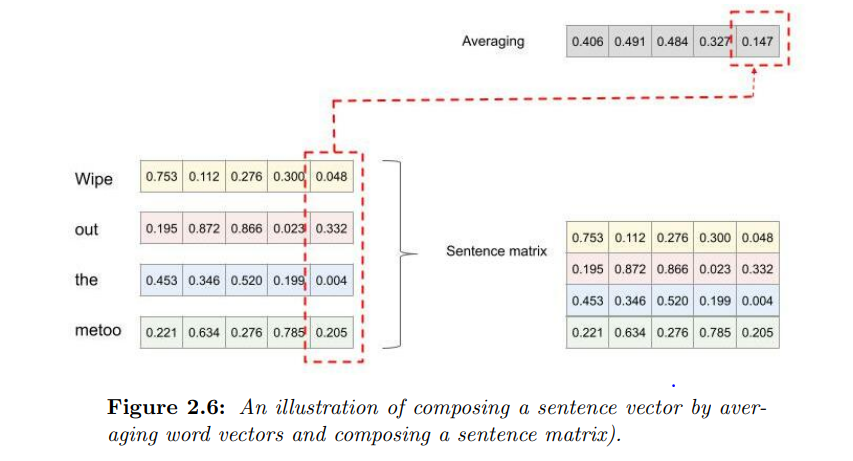 Averaging 0.406 0.491 0.484 0.327 0.147
Wipe 0.753 0.112 0.276 0.300 0.048
out 0.195 0.872 0.866 0.023 0.332
the 0.453 0.346 0.520 0.199 0.004
metoo 0.221 0.634 0.276 0.785 0.205
Sentence matrix
0.753 0.112 0.276 0.300 0.048
0.195 0.872 0.866 0.023 0.332
0.453 0.346 0.520 0.199 0.004
0.221 0.634 0.276 0.785 0.205
Figure 2.6: An illustration of composing a sentence vector by aver-
aging word vectors and composing a sentence matrix).